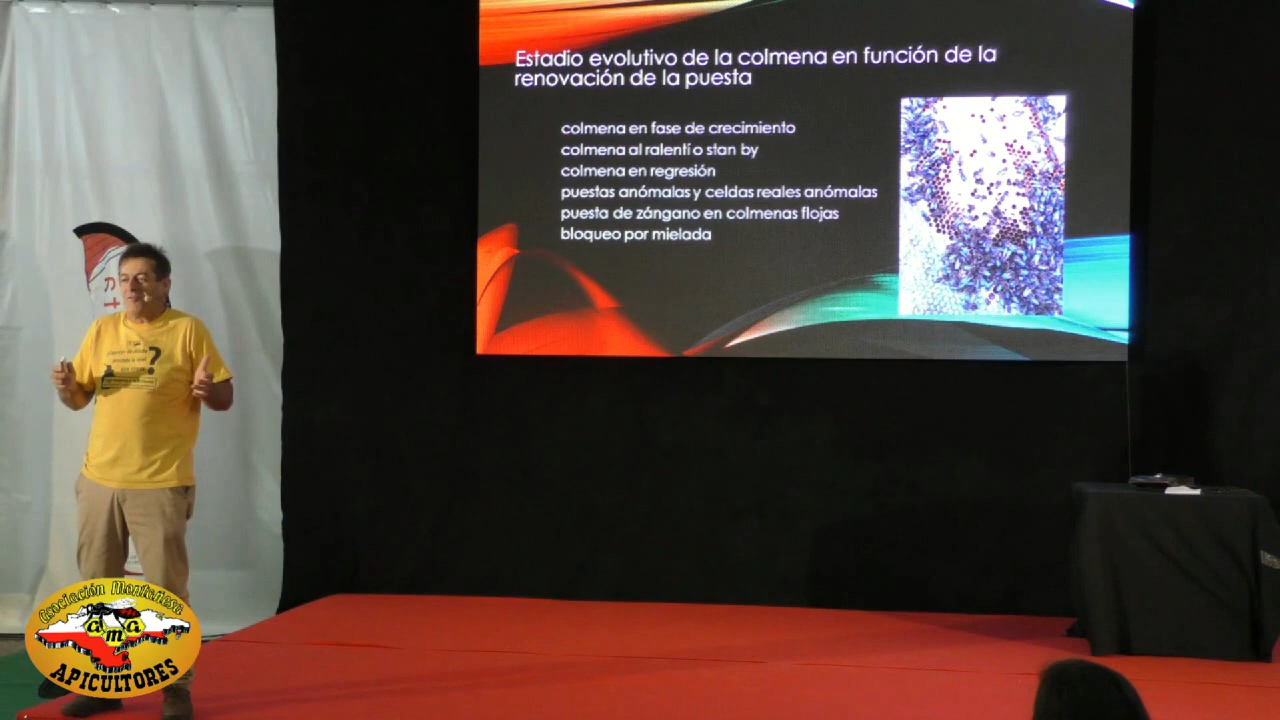 Estadio evolutivo de la colmena en función de la
renovación de la puesta
colmena en fase de crecimiento
colmena al ralentí o stan by
colmena en regresión
puestas anómalas y celdas reales anómalas
puesta de zángano en colmenas flojas
bloqueo por mielada
?
Asociación Montañesa
ama
APICULTORES